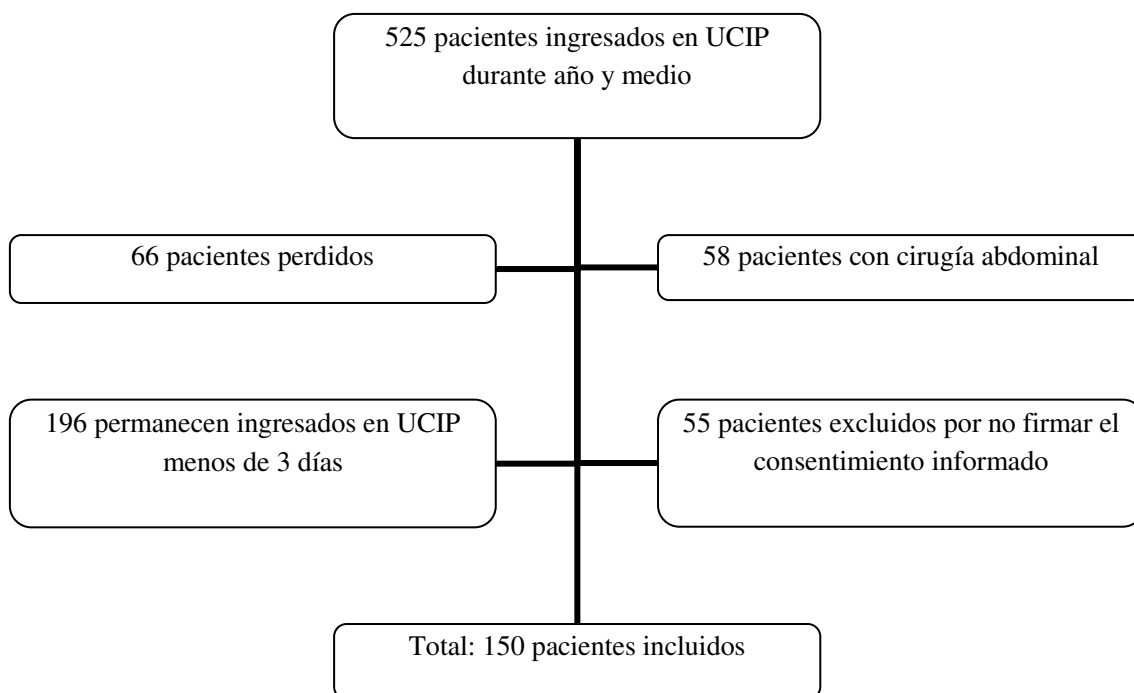 525 pacientes ingresados en UCIP
durante año y medio
66 pacientes perdidos
58 pacientes con cirugía abdominal
196 permanecen ingresados en UCIP
menos de 3 días
55 pacientes excluidos por no firmar el
consentimiento informado
Total: 150 pacientes incluidos